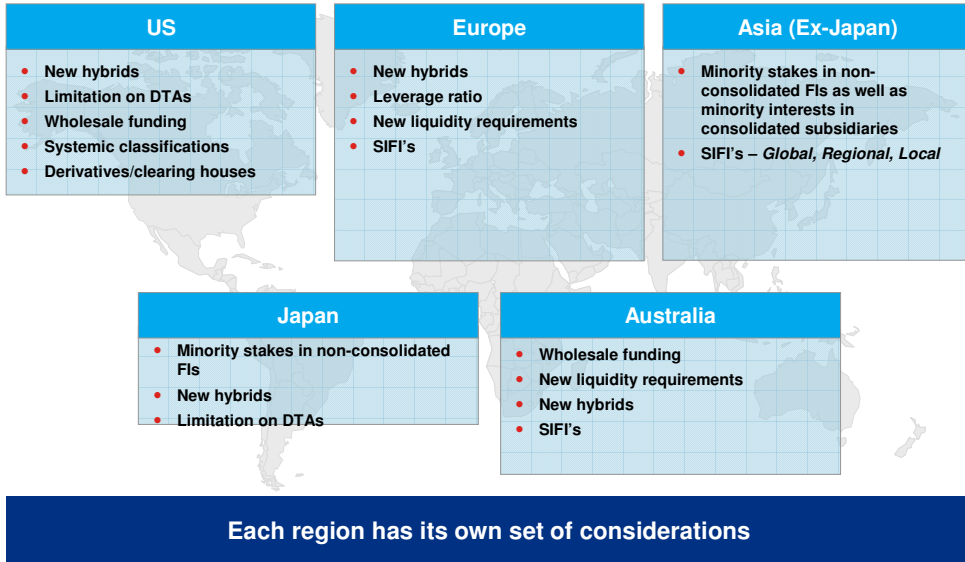 US
• New hybrids
• Limitation on DTAs
• Wholesale funding
• Systemic classifications
• Derivatives/clearing houses
Europe
• New hybrids
• Leverage ratio
• New liquidity requirements
• SIFI's
Asia (Ex-Japan)
• Minority stakes in non-
consolidated FIs as well as
minority interests in
consolidated subsidiaries
• SIFI's – Global, Regional, Local
Japan
• Minority stakes in non-consolidated
FIs
• New hybrids
• Limitation on DTAs
Australia
• Wholesale funding
• New liquidity requirements
• New hybrids
• SIFI's
Each region has its own set of considerations